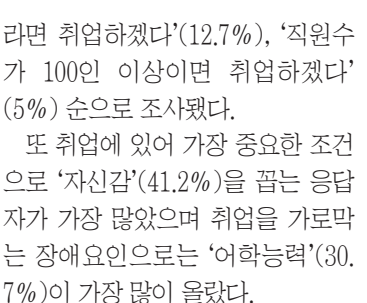 라면 취업하겠다’(12.7%), ‘직원수
가 100인 이상이면 취업하겠다’
(5%) 순으로 조사됐다.
또 취업에 있어 가장 중요한 조건
으로 ‘자신감’(41.2%)을 꼽는 응답
자가 가장 많았으며 취업을 가로막
는 장애요인으로는 ‘어학능력’(30.
7%)이 가장 많이 올랐다.